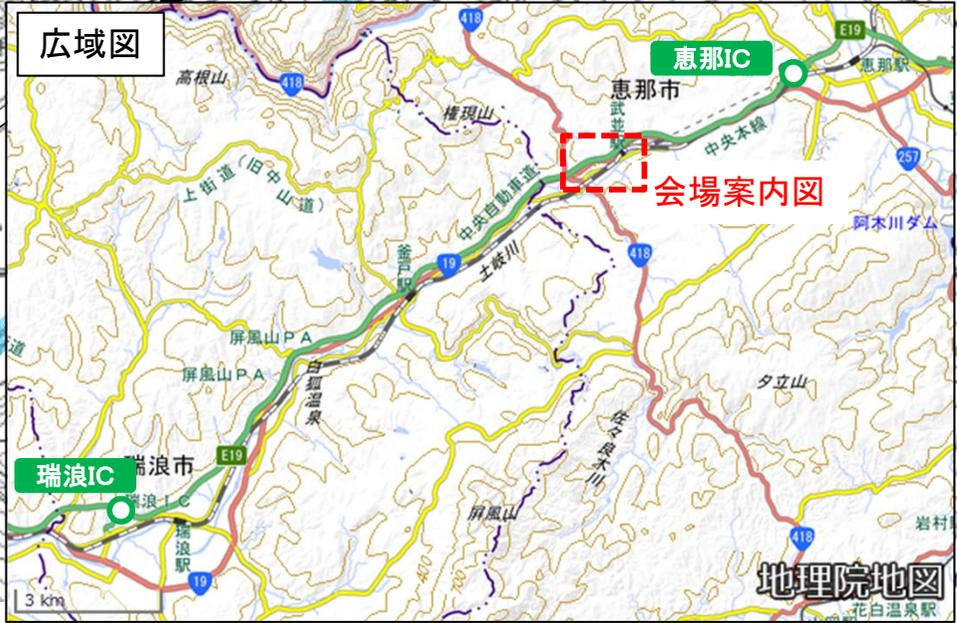 広域図
418
E19
恵那IC
恵那駅
高根山
418
恵那市
権現山
武並駅
中央本線
257
上街道（旧中山道）
中央自動車道
会場案内図
阿木川ダム
釜戸駅
19
土岐川
418
屏風山PA
屏風山PA
白狐温泉
夕立山
佐々良木川
E19
瑞浪市
瑞浪IC
瑞浪IC
屏風山
瑞浪駅
418
岩村
19
400
700
地理院地図
3 km
花白温泉駅